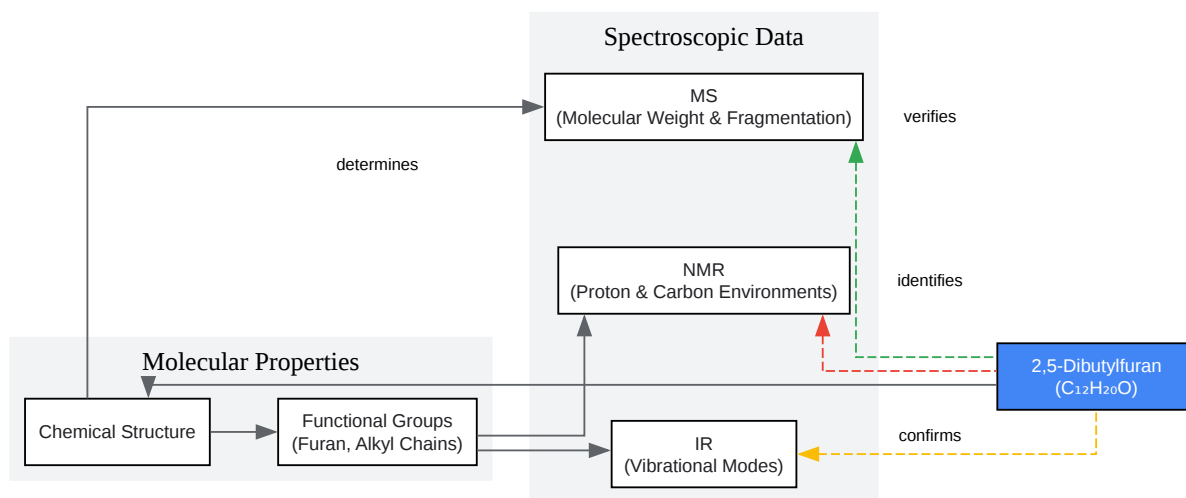 Spectroscopic Data
MS
(Molecular Weight & Fragmentation)
verifies
determines
NMR
(Proton & Carbon Environments)
identifies
Molecular Properties
2,5-Dibutylfuran
(C₁₂H₂₀O)
Chemical Structure
Functional Groups
(Furan, Alkyl Chains)
IR
(Vibrational Modes)
confirms